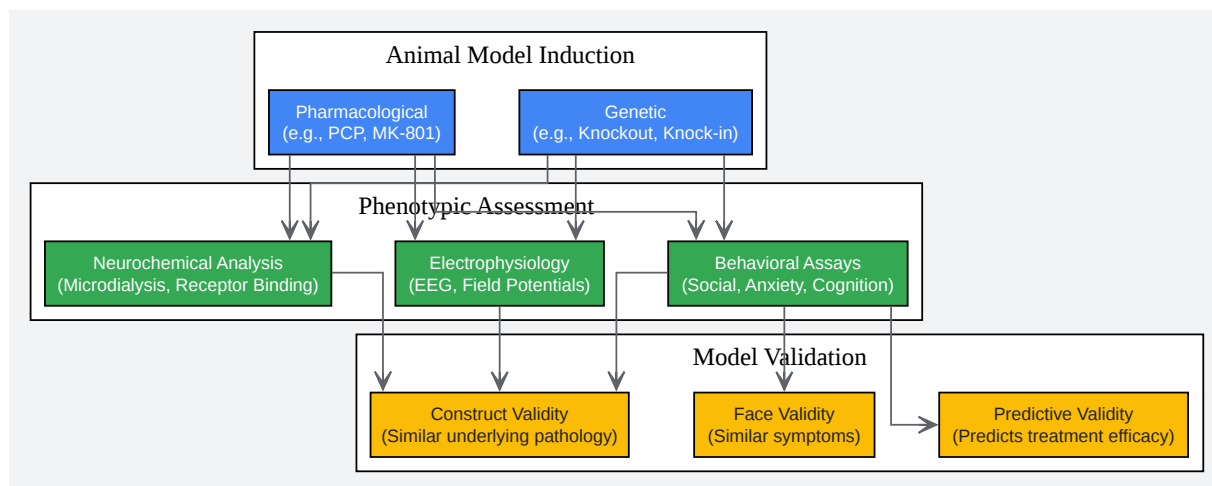 Animal Model Induction
Pharmacological
(e.g., PCP, MK-801)
Genetic
(e.g., Knockout, Knock-in)
Phenotypic Assessment
Neurochemical Analysis
(Microdialysis, Receptor Binding)
Electrophysiology
(EEG, Field Potentials)
Behavioral Assays
(Social, Anxiety, Cognition)
Model Validation
Construct Validity
(Similar underlying pathology)
Face Validity
(Similar symptoms)
Predictive Validity
(Predicts treatment efficacy)